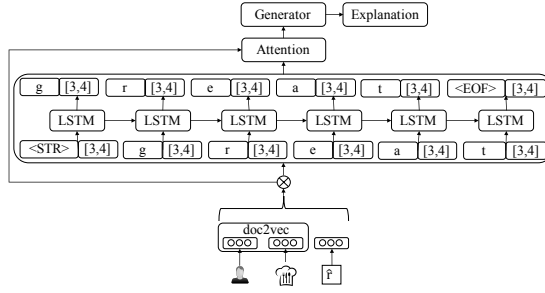 Generator Explanation
Attention
g [3,4] r [3,4] e [3,4] a [3,4] t [3,4] <EOF> [3,4]
LSTM LSTM LSTM LSTM LSTM LSTM
<STR> [3,4] g [3,4] r [3,4] e [3,4] a [3,4] t [3,4]
doc2vec
r̂